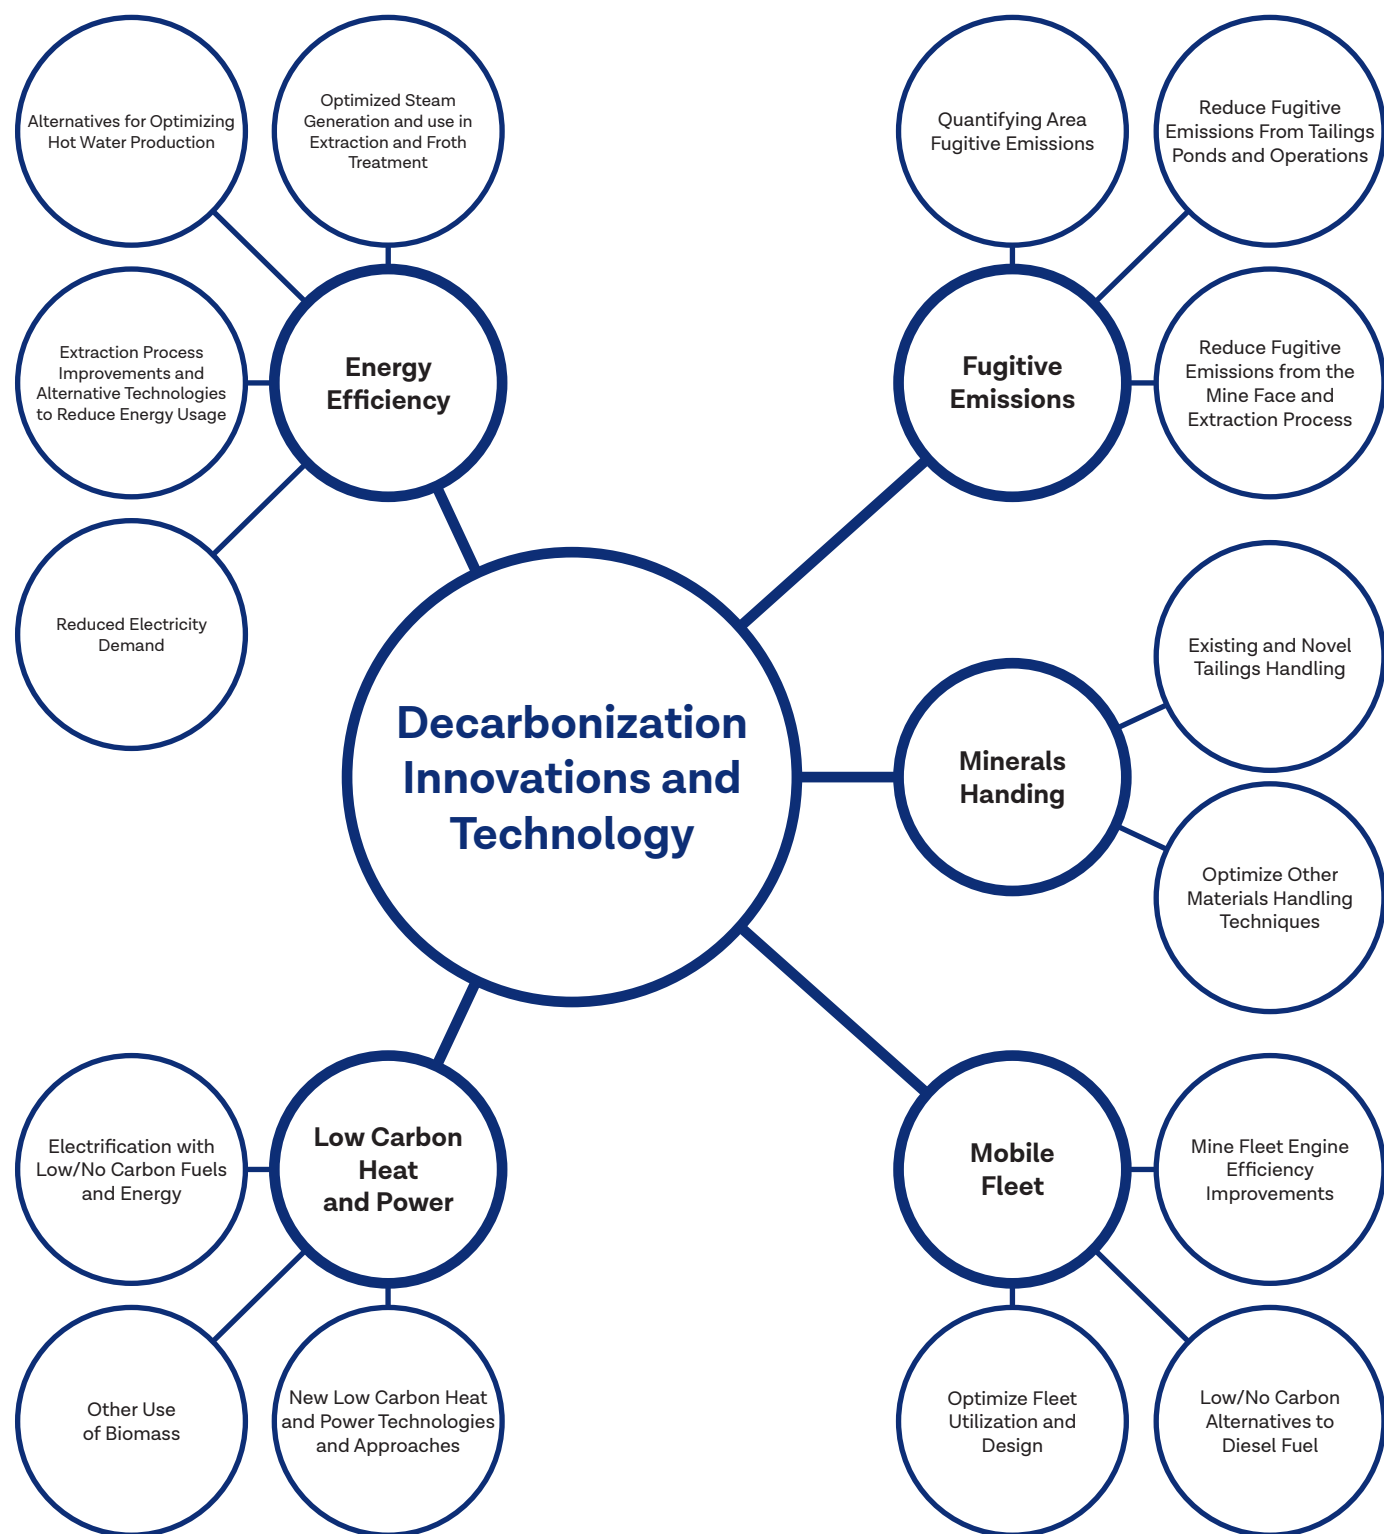 Alternatives for Optimizing
Hot Water Production
Optimized Steam
Generation and use in
Extraction and Froth
Treatment
Extraction Process
Improvements and
Alternative Technologies
to Reduce Energy Usage
Energy
Efficiency
Reduced Electricity
Demand
Quantifying Area
Fugitive Emissions
Reduce Fugitive
Emissions From Tailings
Ponds and Operations
Fugitive
Emissions
Reduce Fugitive
Emissions from the
Mine Face and
Extraction Process
Decarbonization
Innovations and
Technology
Minerals
Handing
Existing and Novel
Tailings Handling
Optimize Other
Materials Handling
Techniques
Electrification with
Low/No Carbon Fuels
and Energy
Low Carbon
Heat
and Power
Other Use
of Biomass
New Low Carbon Heat
and Power Technologies
and Approaches
Mobile
Fleet
Mine Fleet Engine
Efficiency
Improvements
Optimize Fleet
Utilization and
Design
Low/No Carbon
Alternatives to
Diesel Fuel